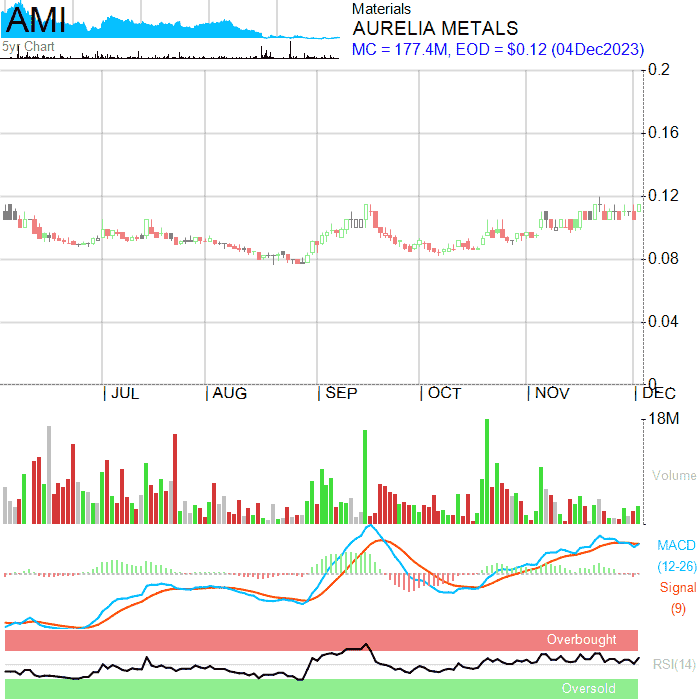 AMI
5yr Chart
Materials
AURELIA METALS
MC = 177.4M, EOD = $0.12 (04Dec2023)
0.2
0.16
0.12
0.08
0.04
0
| JUL | AUG | SEP | OCT | NOV | DEC
18M
Volume
MACD
(12-26)
Signal
(9)
Overbought
RSI(14)
Oversold